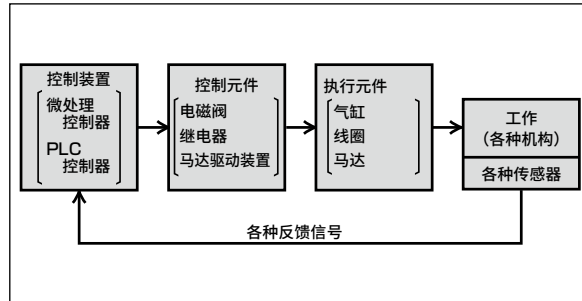 控制装置
微处理
控制器
PLC
控制器
控制元件
电磁阀
继电器
马达驱动装置
执行元件
气缸
线圈
马达
工作
（各种机构）
各种传感器
各种反馈信号